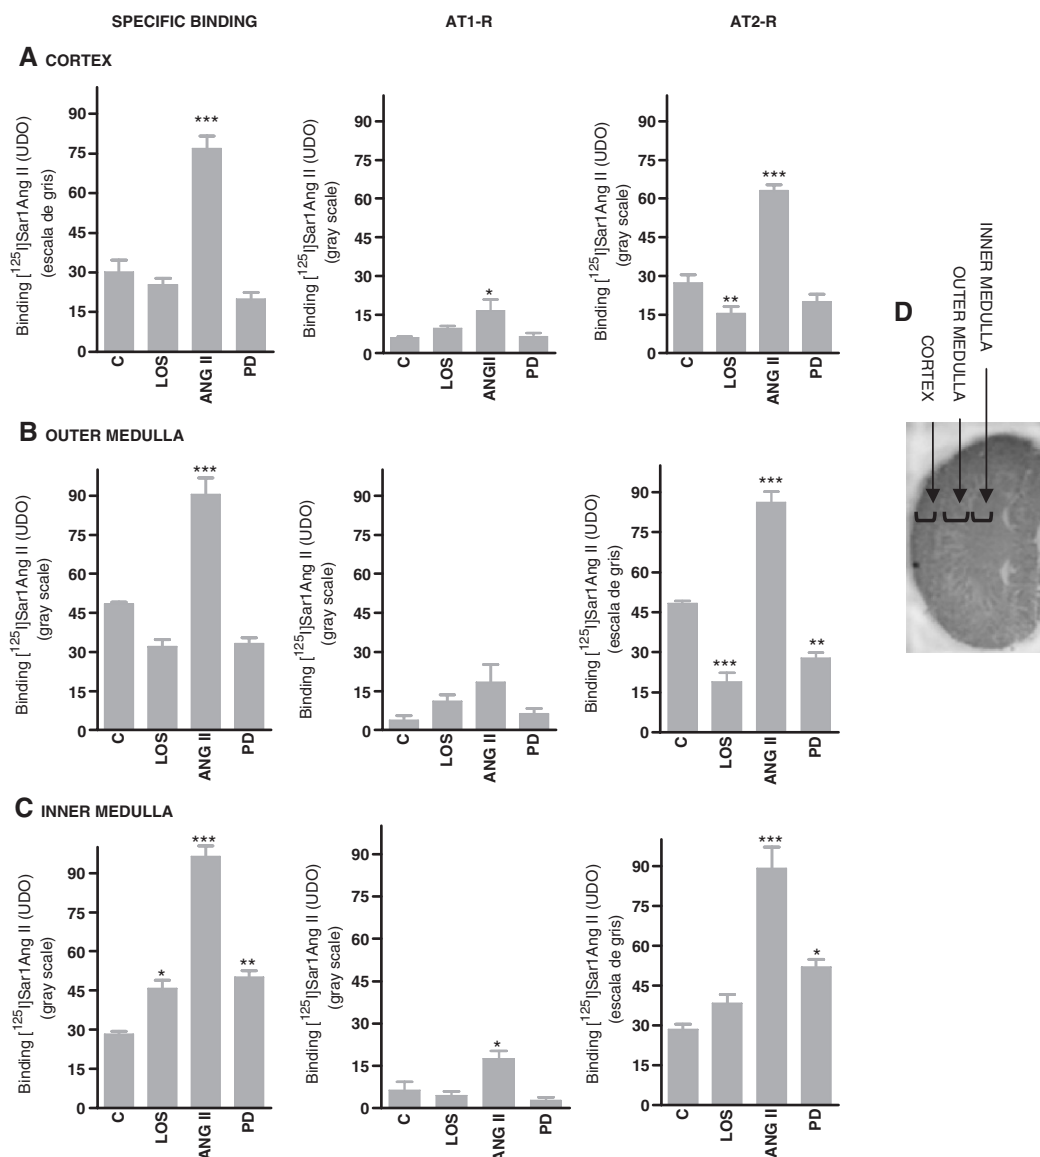 SPECIFIC BINDING
AT1-R
AT2-R
A CORTEX
Binding [125I]Sar1Ang II (UDO)
(escala de gris)
90
75
60
45
30
15
0
***
C
LOS
ANG II
PD
Binding [125I]Sar1Ang II (UDO)
(gray scale)
90
75
60
45
30
15
0
*
C
LOS
ANGII
PD
Binding [125I]Sar1Ang II (UDO)
(gray scale)
90
75
60
45
30
15
0
**
***
C
LOS
ANG II
PD
B OUTER MEDULLA
Binding [125I]Sar1Ang II (UDO)
(gray scale)
90
75
60
45
30
15
0
***
C
LOS
ANG II
PD
Binding [125I]Sar1Ang II (UDO)
(gray scale)
90
75
60
45
30
15
0
C
LOS
ANG II
PD
Binding [125I]Sar1Ang II (UDO)
(escala de gris)
90
75
60
45
30
15
0
***
***
**
C
LOS
ANG II
PD
C INNER MEDULLA
Binding [125I]Sar1Ang II (UDO)
(gray scale)
90
75
60
45
30
15
0
*
***
**
C
LOS
ANG II
PD
Binding [125I]Sar1Ang II (UDO)
(gray scale)
90
75
60
45
30
15
0
*
C
LOS
ANG II
PD
Binding [125I]Sar1Ang II (UDO)
(escala de gris)
90
75
60
45
30
15
0
***
*
C
LOS
ANG II
PD
D
CORTEX
OUTER MEDULLA
INNER MEDULLA